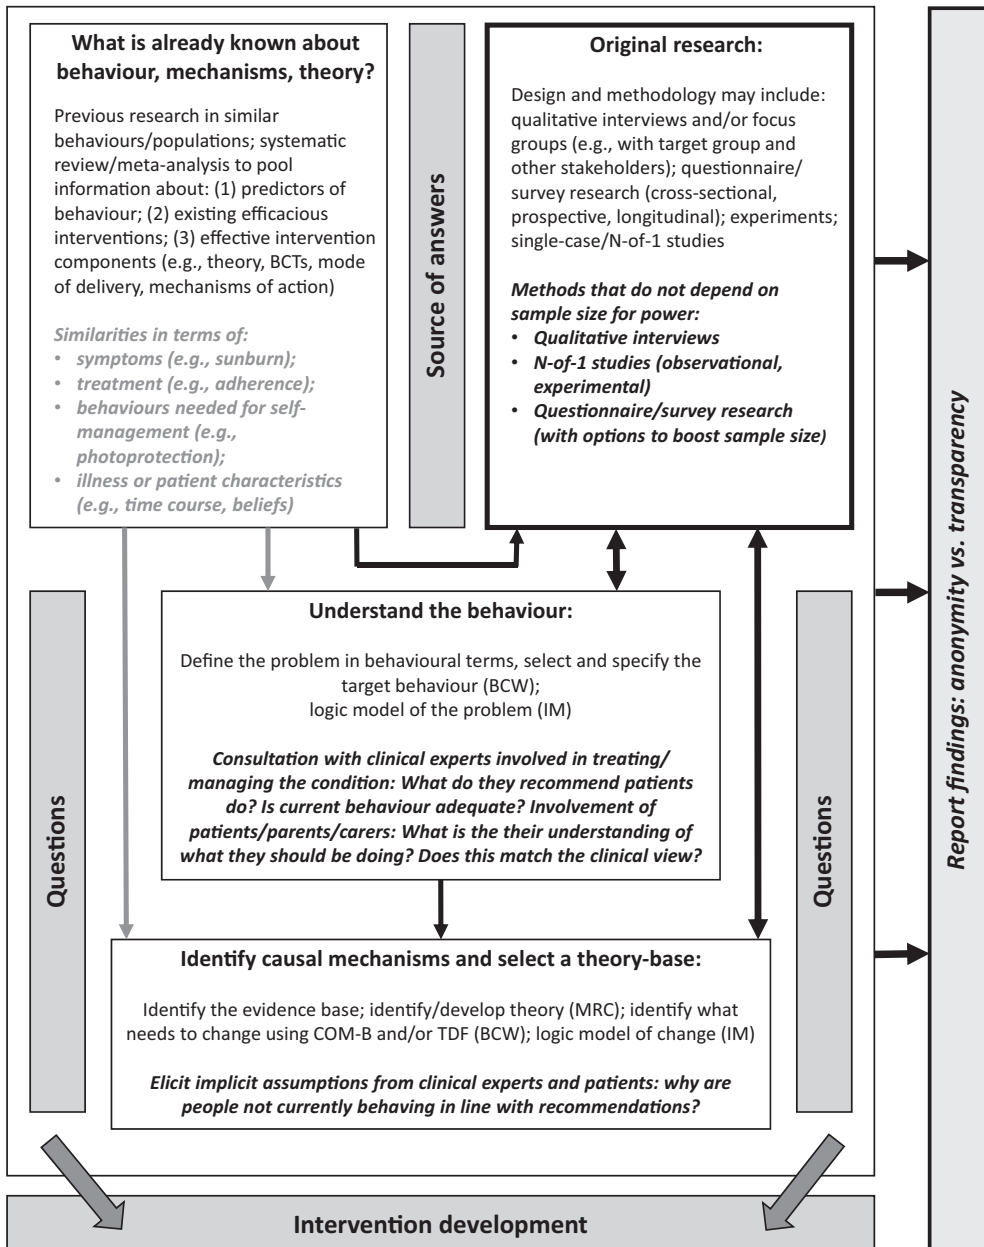 What is already known about
behaviour, mechanisms, theory?
Previous research in similar
behaviours/populations; systematic
review/meta-analysis to pool
information about: (1) predictors of
behaviour; (2) existing efficacious
interventions; (3) effective intervention
components (e.g., theory, BCTs, mode
of delivery, mechanisms of action)
Similarities in terms of:
• symptoms (e.g., sunburn);
• treatment (e.g., adherence);
• behaviours needed for self-
management (e.g.,
photoprotection);
• illness or patient characteristics
(e.g., time course, beliefs)
Source of answers
Original research:
Design and methodology may include:
qualitative interviews and/or focus
groups (e.g., with target group and
other stakeholders); questionnaire/
survey research (cross-sectional,
prospective, longitudinal); experiments;
single-case/N-of-1 studies
Methods that do not depend on
sample size for power:
• Qualitative interviews
• N-of-1 studies (observational,
experimental)
• Questionnaire/survey research
(with options to boost sample size)
Questions
Understand the behaviour:
Define the problem in behavioural terms, select and specify the
target behaviour (BCW);
logic model of the problem (IM)
Consultation with clinical experts involved in treating/
managing the condition: What do they recommend patients
do? Is current behaviour adequate? Involvement of
patients/parents/carers: What is the their understanding of
what they should be doing? Does this match the clinical view?
Questions
Identify causal mechanisms and select a theory-base:
Identify the evidence base; identify/develop theory (MRC); identify what
needs to change using COM-B and/or TDF (BCW); logic model of change (IM)
Elicit implicit assumptions from clinical experts and patients: why are
people not currently behaving in line with recommendations?
Intervention development
Report findings: anonymity vs. transparency